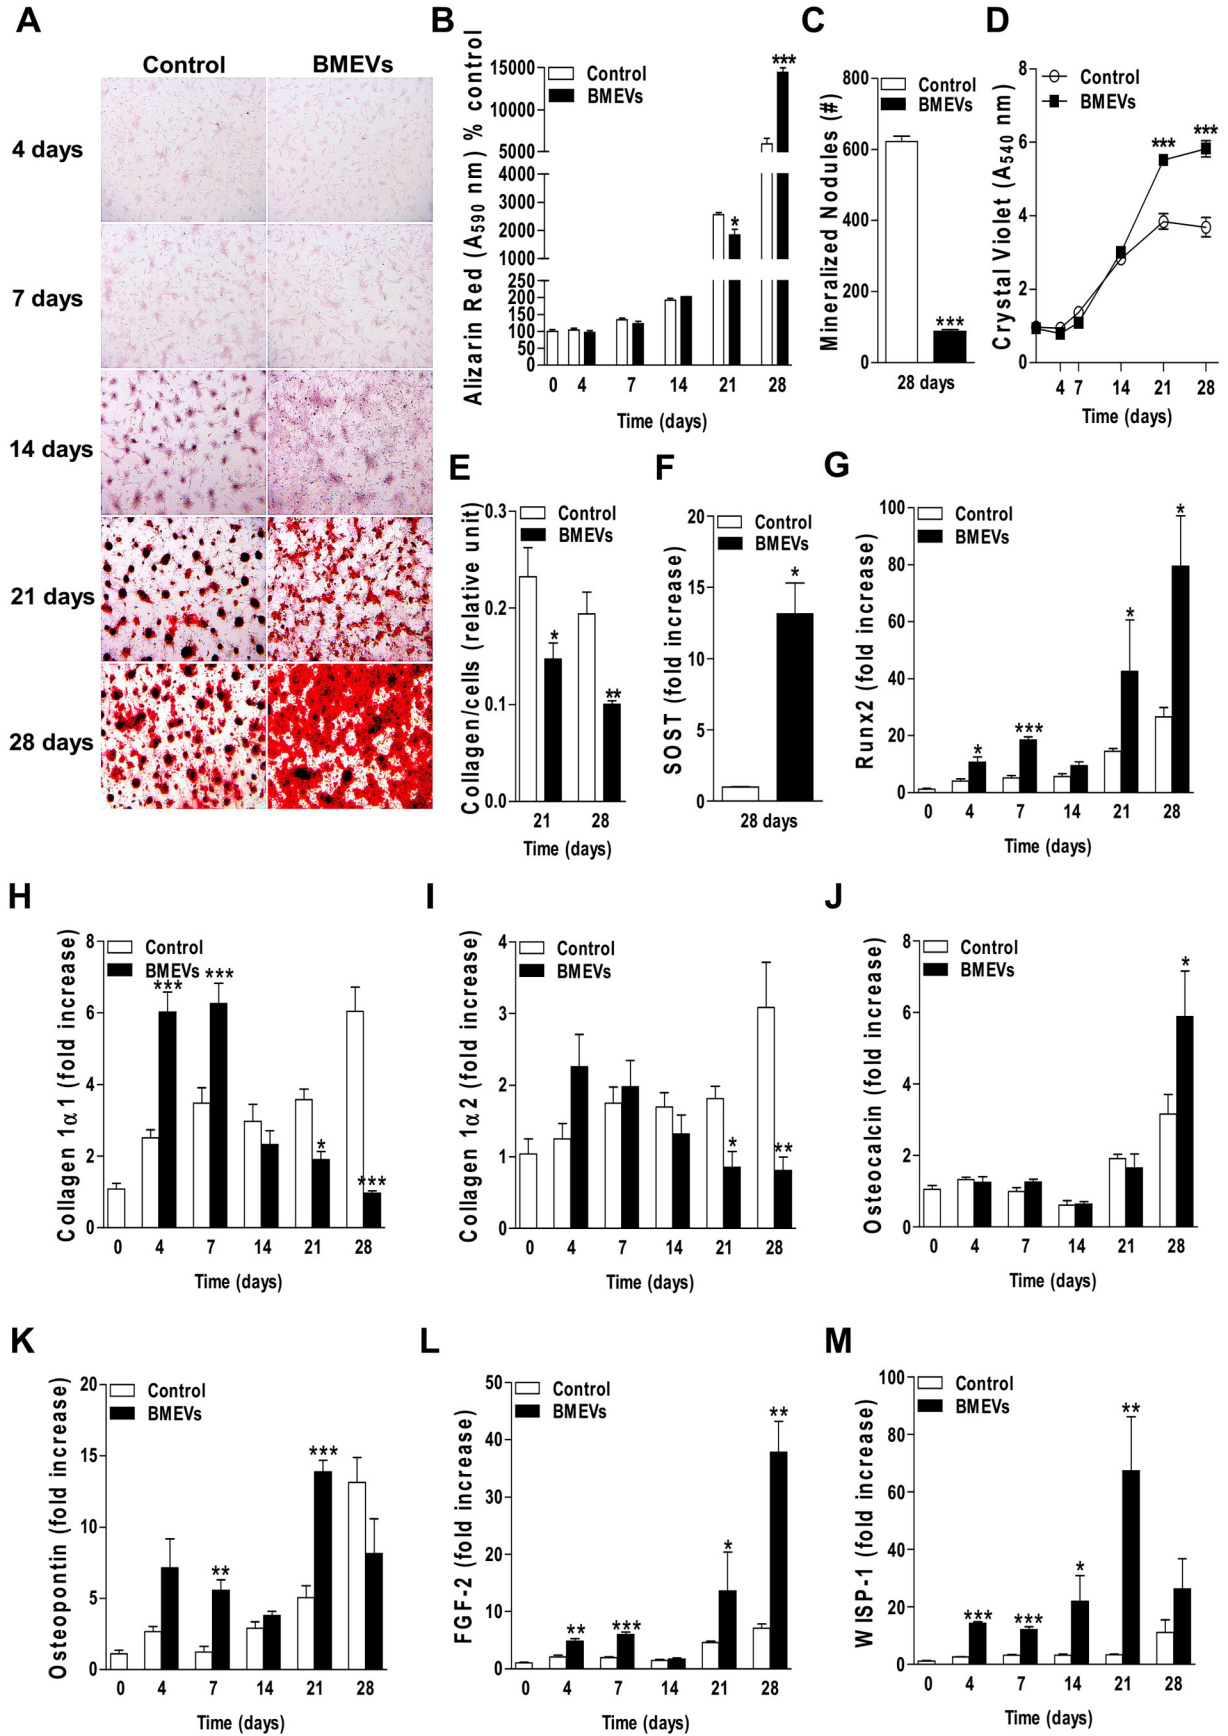 A
Control
BMEVs
4 days
7 days
14 days
21 days
28 days
B
Alizarin Red (A590 nm) % control
15000
10000
5000
4000
3000
2000
1000
250
200
150
100
50
0
Control
BMEVs
*
***
0 4 7 14 21 28
Time (days)
C
Mineralized Nodules (#)
800
600
400
200
0
Control
BMEVs
***
28 days
D
Crystal Violet (A540 nm)
8
6
4
2
0
Control
BMEVs
*** ***
4 7 14 21 28
Time (days)
E
Collagen/cells (relative unit)
0.3
0.2
0.1
0.0
Control
BMEVs
*
**
21 28
Time (days)
F
SOST (fold increase)
20
15
10
5
0
Control
BMEVs
*
28 days
G
Runx2 (fold increase)
100
80
60
40
20
0
Control
BMEVs
* *** * *
0 4 7 14 21 28
Time (days)
H
Collagen 1α1 (fold increase)
8
6
4
2
0
Control
BMEVs
*** *** * ***
0 4 7 14 21 28
Time (days)
I
Collagen 1α2 (fold increase)
4
3
2
1
0
Control
BMEVs
* **
0 4 7 14 21 28
Time (days)
J
Osteocalcin (fold increase)
8
6
4
2
0
Control
BMEVs
*
0 4 7 14 21 28
Time (days)
K
Osteopontin (fold increase)
20
15
10
5
0
Control
BMEVs
** ***
0 4 7 14 21 28
Time (days)
L
FGF-2 (fold increase)
50
40
30
20
10
0
Control
BMEVs
** *** * **
0 4 7 14 21 28
Time (days)
M
WISP-1 (fold increase)
100
80
60
40
20
0
Control
BMEVs
*** *** * **
0 4 7 14 21 28
Time (days)